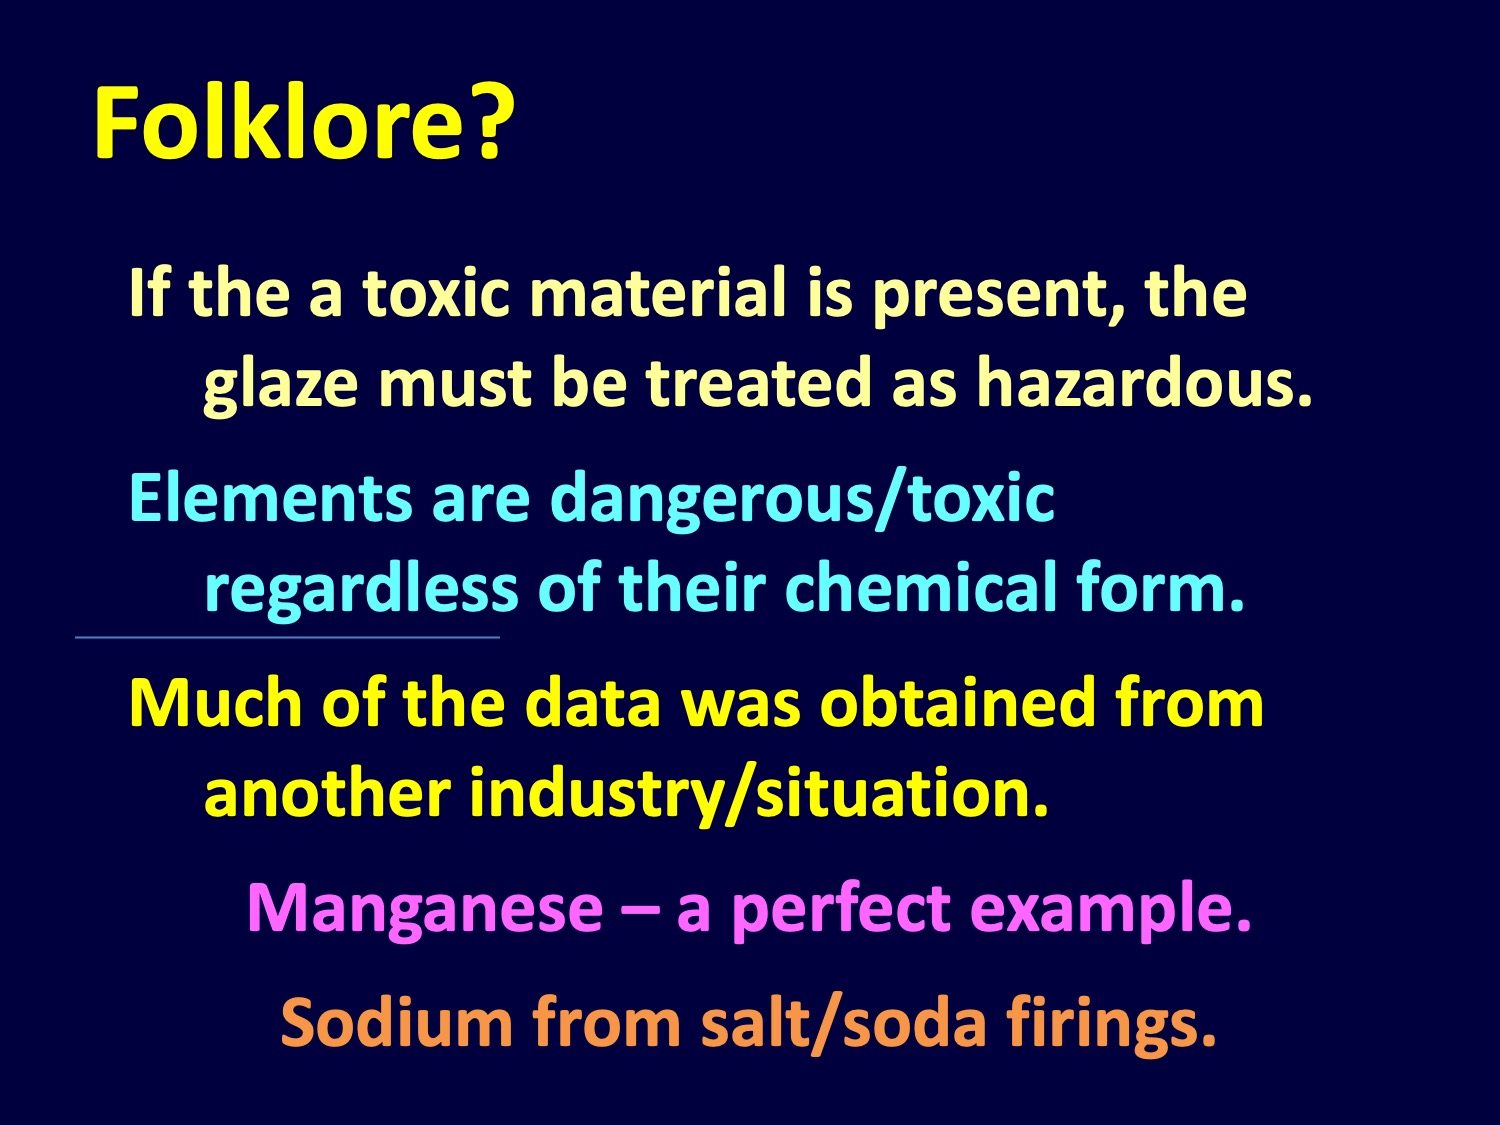 Folklore?
If the a toxic material is present, the
glaze must be treated as hazardous.
Elements are dangerous/toxic
regardless of their chemical form.
Much of the data was obtained from
another industry/situation.
Manganese – a perfect example.
Sodium from salt/soda firings.